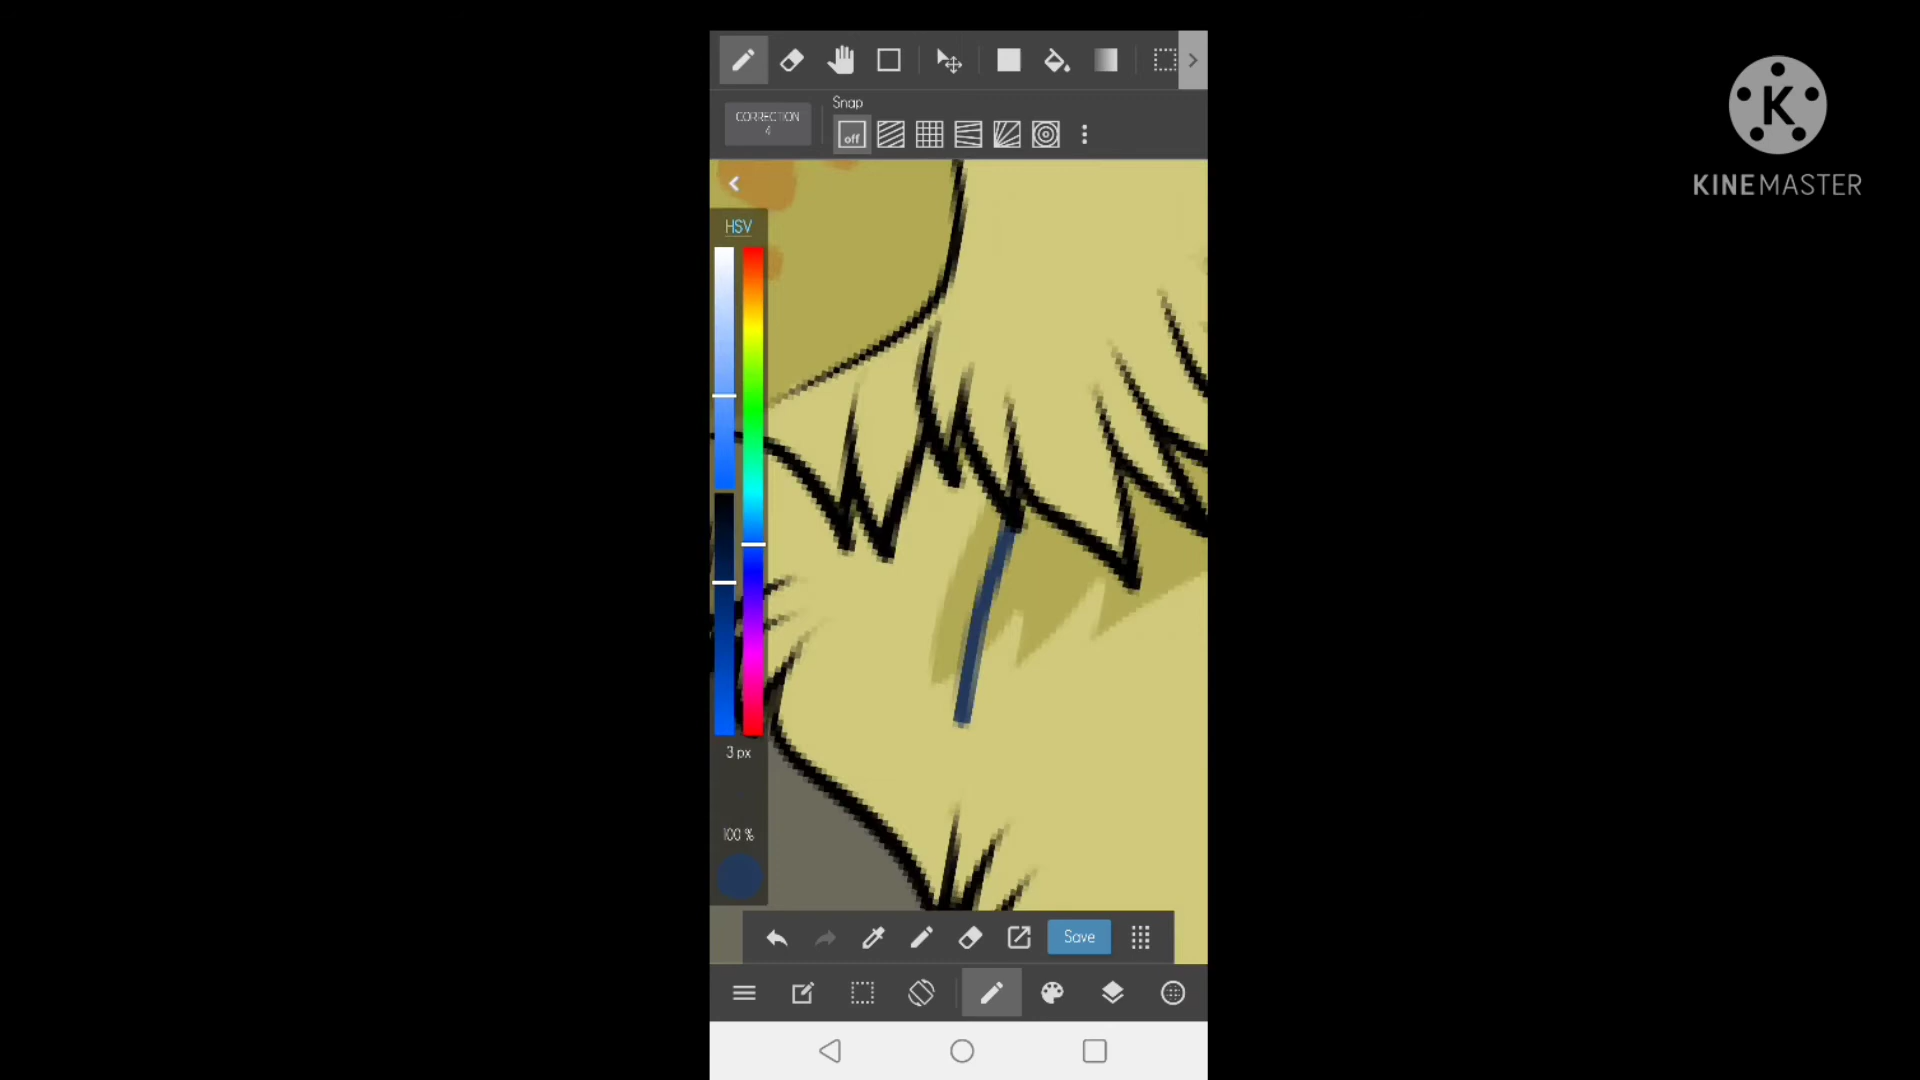 Snap
CORRECTION
4
off
HSV
3 px
100 %
Save
K
KINEMASTER